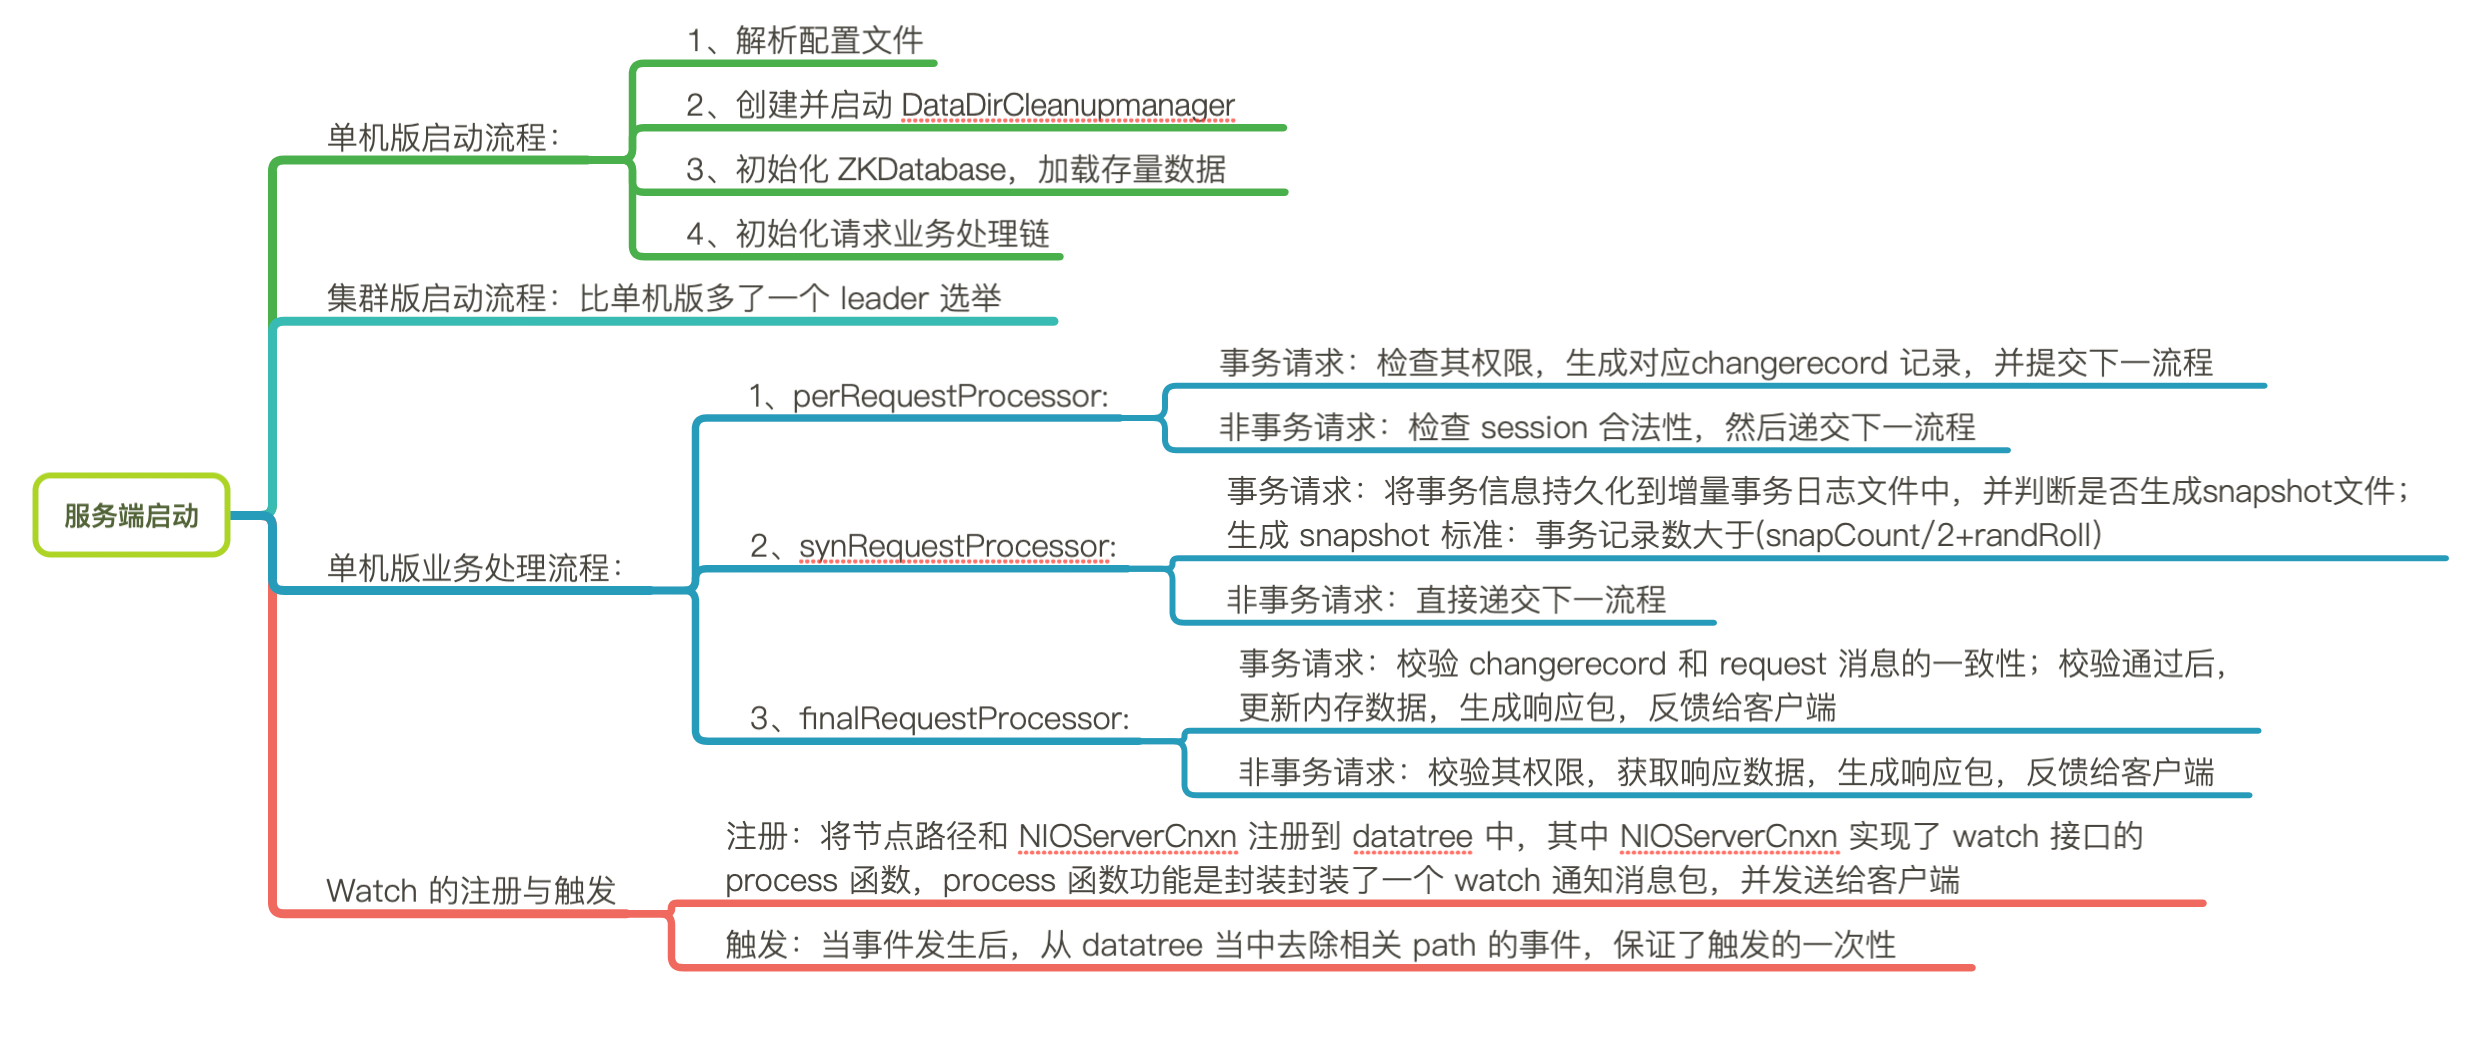 1、解析配置文件
2、创建并启动 DataDirCleanupmanager
单机版启动流程：
3、初始化 ZKDatabase，加载存量数据
4、初始化请求业务处理链
集群版启动流程：比单机版多了一个 leader 选举
事务请求：检查其权限，生成对应changerecord 记录，并提交下一流程
1、perRequestProcessor:
非事务请求：检查 session 合法性，然后递交下一流程
事务请求：将事务信息持久化到增量事务日志文件中，并判断是否生成snapshot文件；
生成 snapshot 标准：事务记录数大于(snapCount/2+randRoll)
2、synRequestProcessor:
非事务请求：直接递交下一流程
服务端启动
单机版业务处理流程：
事务请求：校验 changerecord 和 request 消息的一致性；校验通过后，
更新内存数据，生成响应包，反馈给客户端
3、finalRequestProcessor:
非事务请求：校验其权限，获取响应数据，生成响应包，反馈给客户端
注册：将节点路径和 NIOServerCnxn 注册到 datatree 中，其中 NIOServerCnxn 实现了 watch 接口的
process 函数，process 函数功能是封装封装了一个 watch 通知消息包，并发送给客户端
Watch 的注册与触发
触发：当事件发生后，从 datatree 当中去除相关 path 的事件，保证了触发的一次性